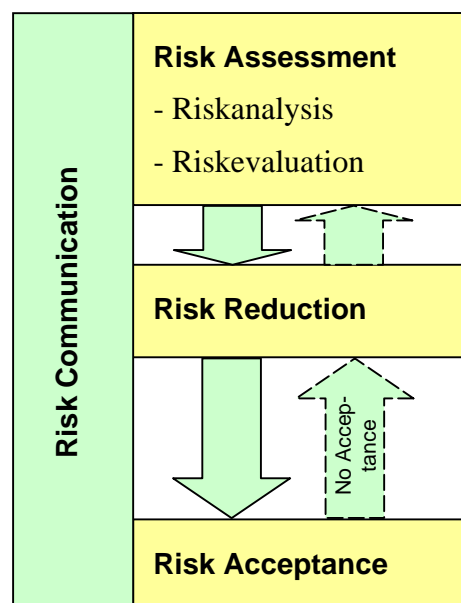 Risk Communication
Risk Assessment
- Riskanalysis
- Riskevaluation
Risk Reduction
No Accep-
tance
Risk Acceptance